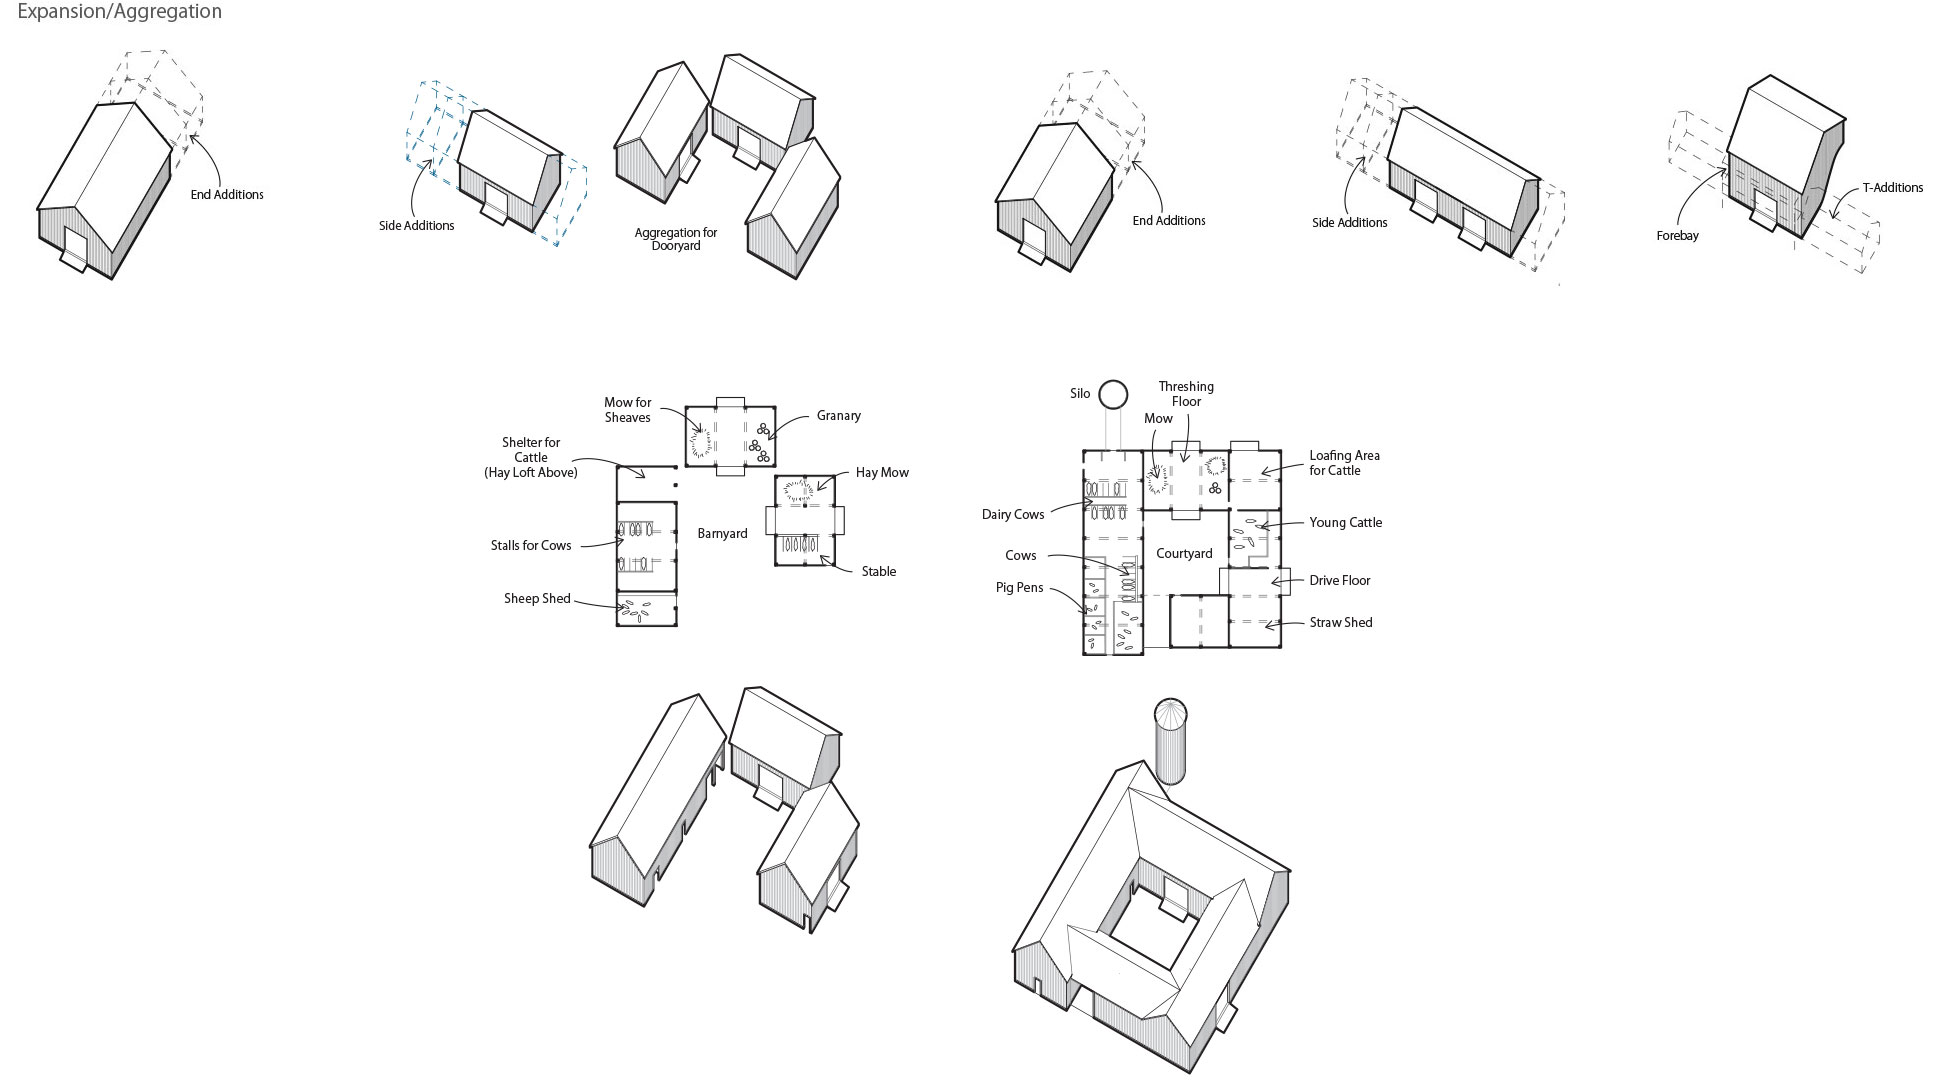 Expansion/Aggregation
End Additions
Side Additions
Aggregation for
Dooryard
End Additions
Side Additions
Forebay
T-Additions
Mow for
Sheaves
Granary
Shelter for
Cattle
(Hay Loft Above)
Hay Mow
Stalls for Cows
Barnyard
Stable
Sheep Shed
Silo
Threshing
Floor
Mow
Loafing Area
for Cattle
Dairy Cows
Young Cattle
Cows
Courtyard
Pig Pens
Drive Floor
Straw Shed